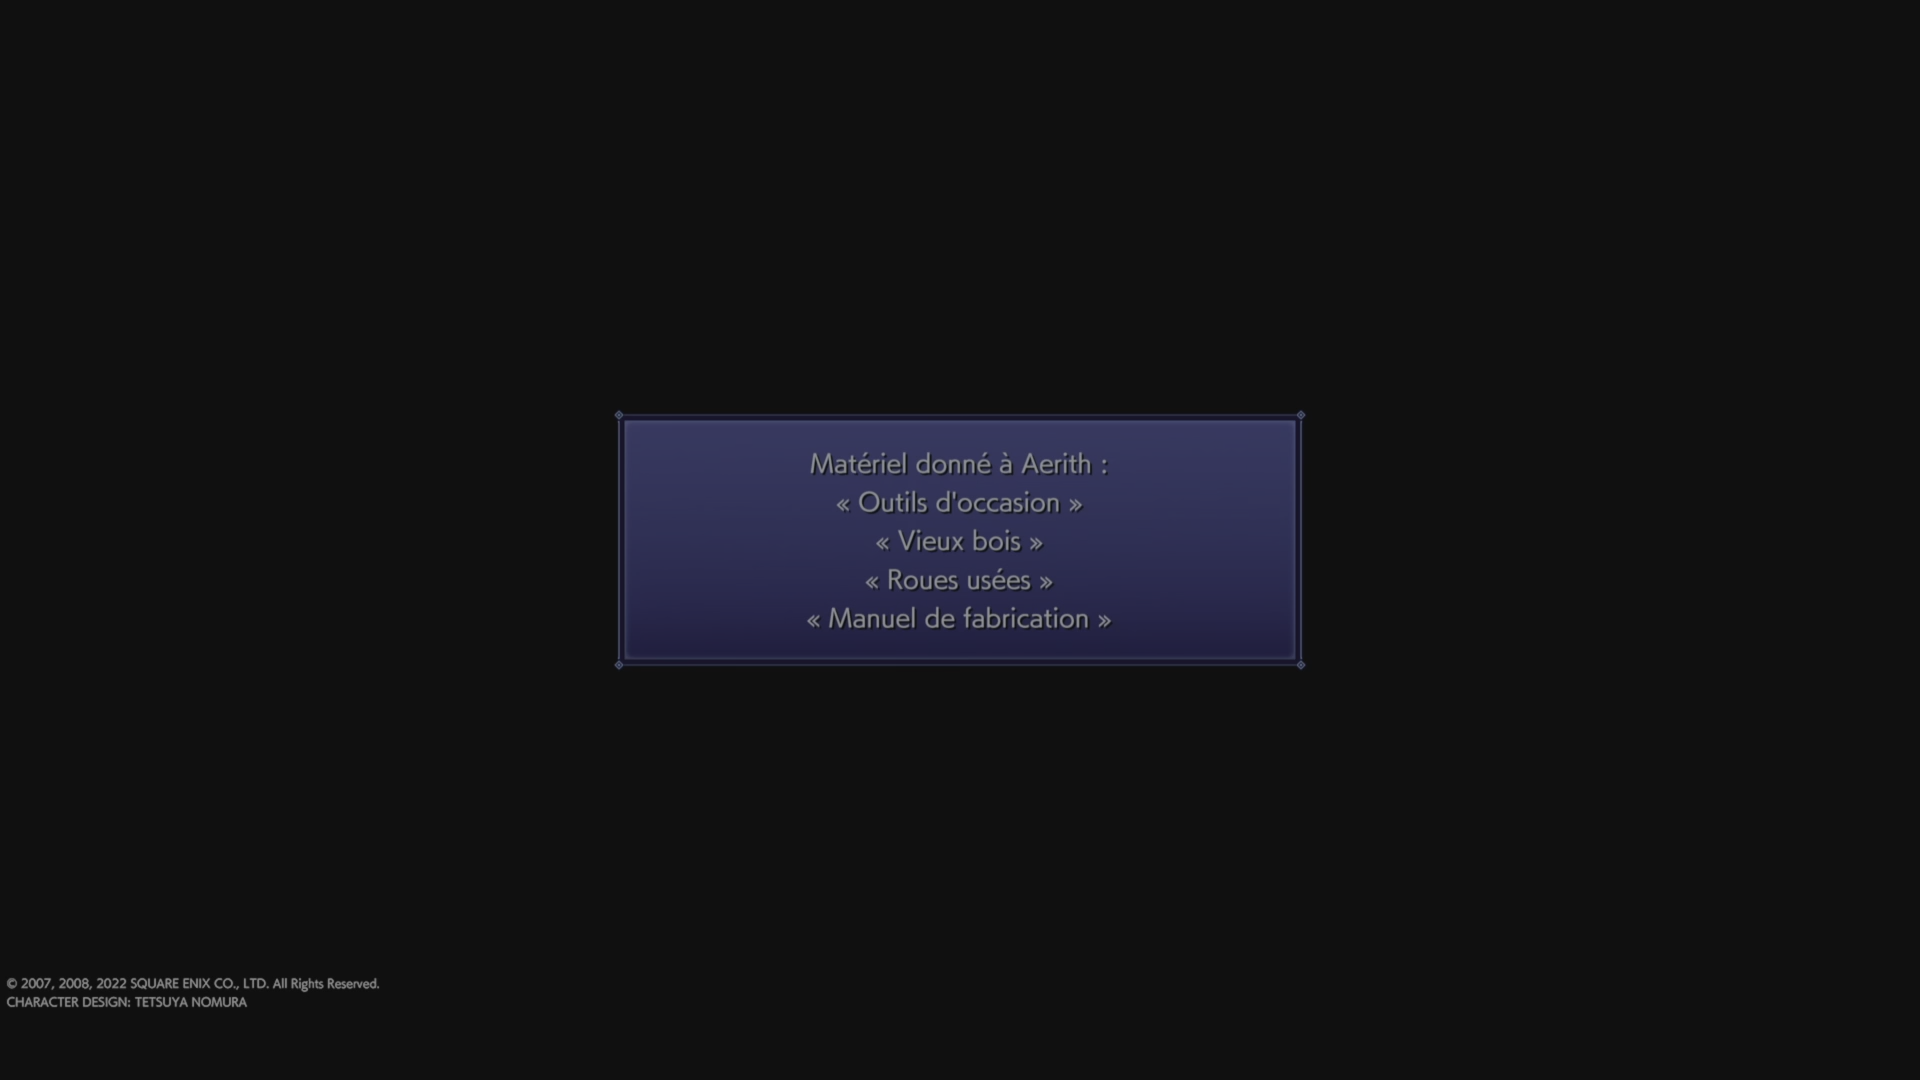 Matériel donné à Aerith :
« Outils d'occasion »
« Vieux bois »
« Roues usées »
« Manuel de fabrication »
© 2007, 2008, 2022 SQUARE ENIX CO., LTD. All Rights Reserved.
CHARACTER DESIGN: TETSUYA NOMURA